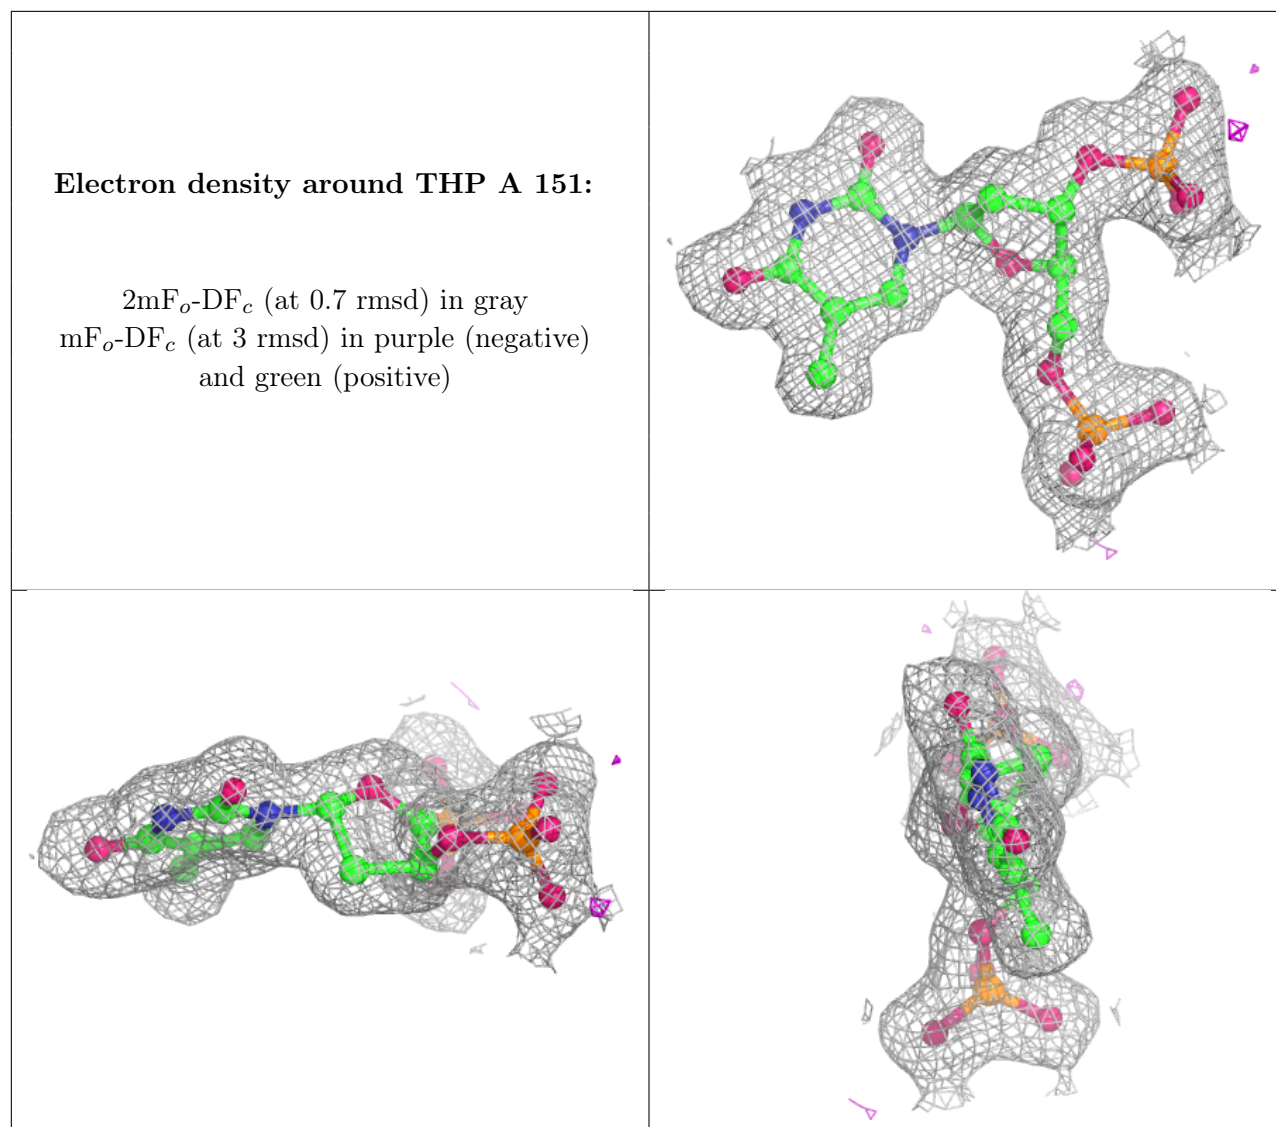 Electron density around THP A 151:
2mFo-DFc (at 0.7 rmsd) in gray
mFo-DFc (at 3 rmsd) in purple (negative)
and green (positive)